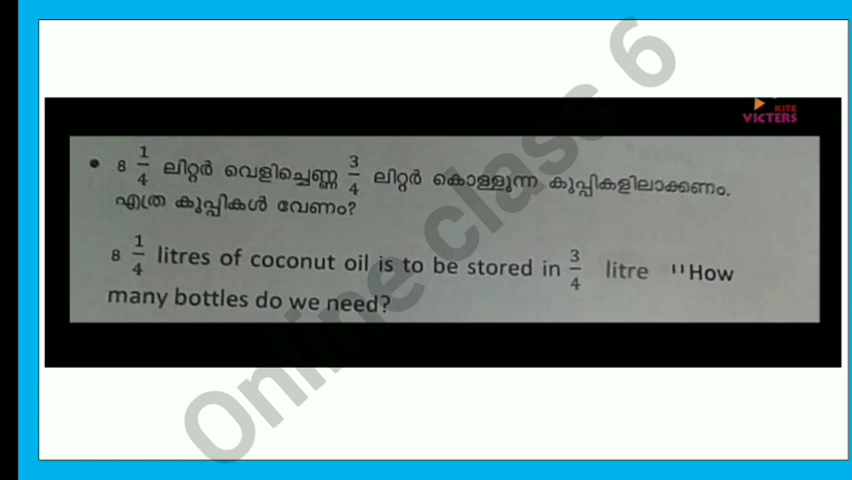 KITE
VICTERS
• 8 1/4 ലിറ്റർ വെളിച്ചെണ്ണ 3/4 ലിറ്റർ കൊള്ളുന്ന കുപ്പികളിലാക്കണം.
എത്ര കുപ്പികൾ വേണം?
8 1/4 litres of coconut oil is to be stored in 3/4 litre "How
many bottles do we need?
Online class 6